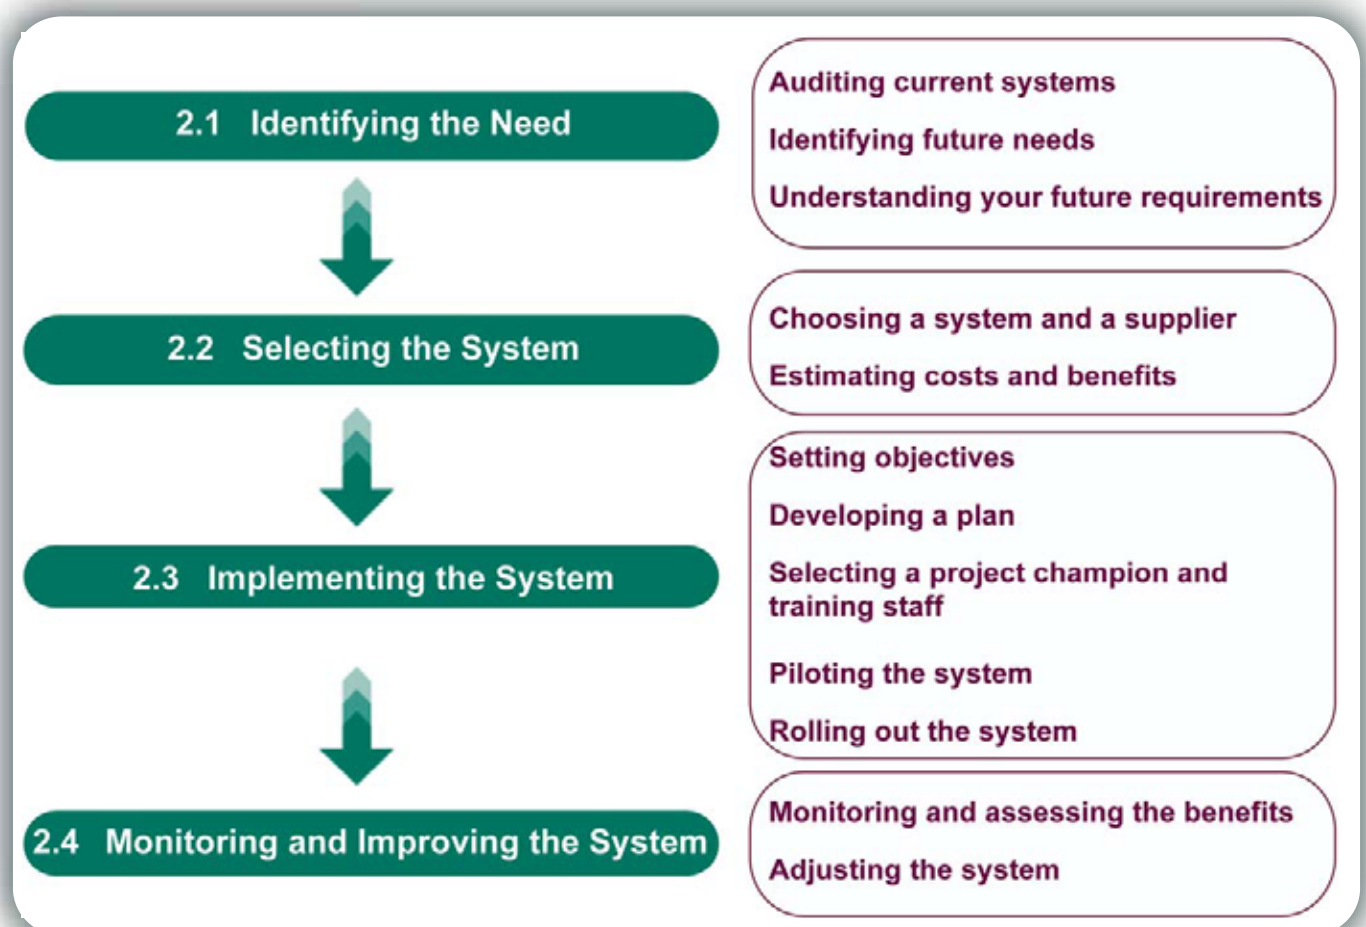 2.1 Identifying the Need
Auditing current systems
Identifying future needs
Understanding your future requirements
2.2 Selecting the System
Choosing a system and a supplier
Estimating costs and benefits
2.3 Implementing the System
Setting objectives
Developing a plan
Selecting a project champion and
training staff
Piloting the system
Rolling out the system
2.4 Monitoring and Improving the System
Monitoring and assessing the benefits
Adjusting the system